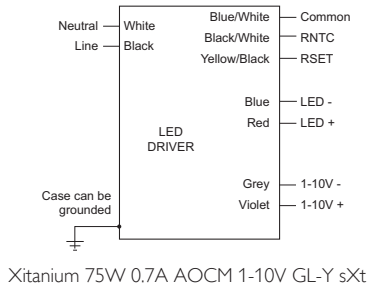 Neutral White
Line Black
Blue/White Common
Black/White RNTC
Yellow/Black RSET
Blue LED -
Red LED +
LED
DRIVER
Grey 1-10V -
Violet 1-10V +
Case can be
grounded
Xitanium 75W 0.7A AOCM 1-10V GL-Y sXt